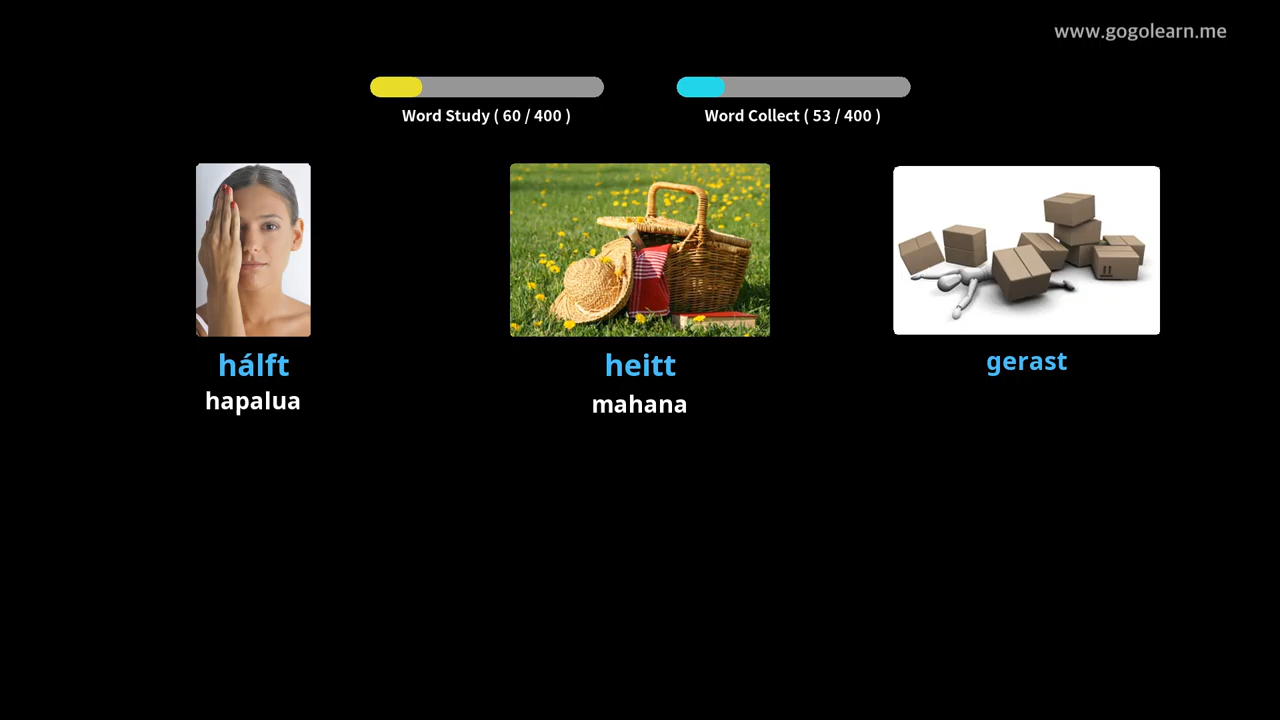 www.gogolearn.me
Word Study ( 60 / 400 )
Word Collect ( 53 / 400 )
hálft
hapalua
heitt
mahana
gerast